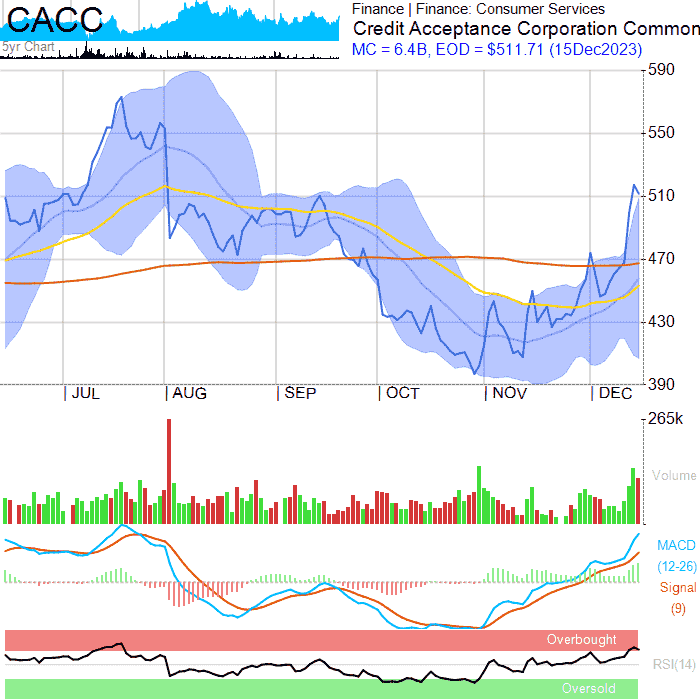 CACC
5yr Chart
Finance | Finance: Consumer Services
Credit Acceptance Corporation Common
MC = 6.4B, EOD = $511.71 (15Dec2023)
590
550
510
470
430
390
JUL
AUG
SEP
OCT
NOV
DEC
265k
Volume
MACD
(12-26)
Signal
(9)
Overbought
RSI(14)
Oversold